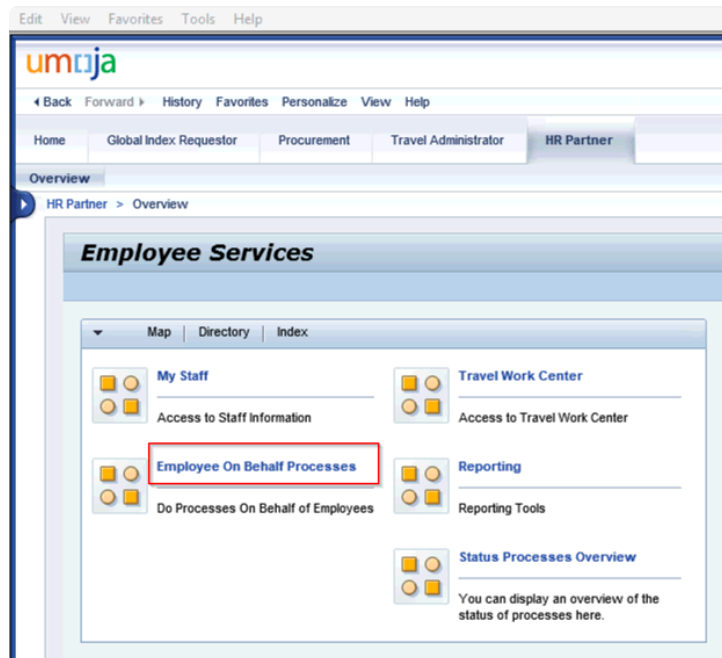 Edit View Favorites Tools Help
umoja
Back Forward History Favorites Personalize View Help
Home Global Index Requestor Procurement Travel Administrator HR Partner
Overview
HR Partner > Overview
Employee Services
Map Directory Index
My Staff
Access to Staff Information
Travel Work Center
Access to Travel Work Center
Employee On Behalf Processes
Do Processes On Behalf of Employees
Reporting
Reporting Tools
Status Processes Overview
You can display an overview of the
status of processes here.